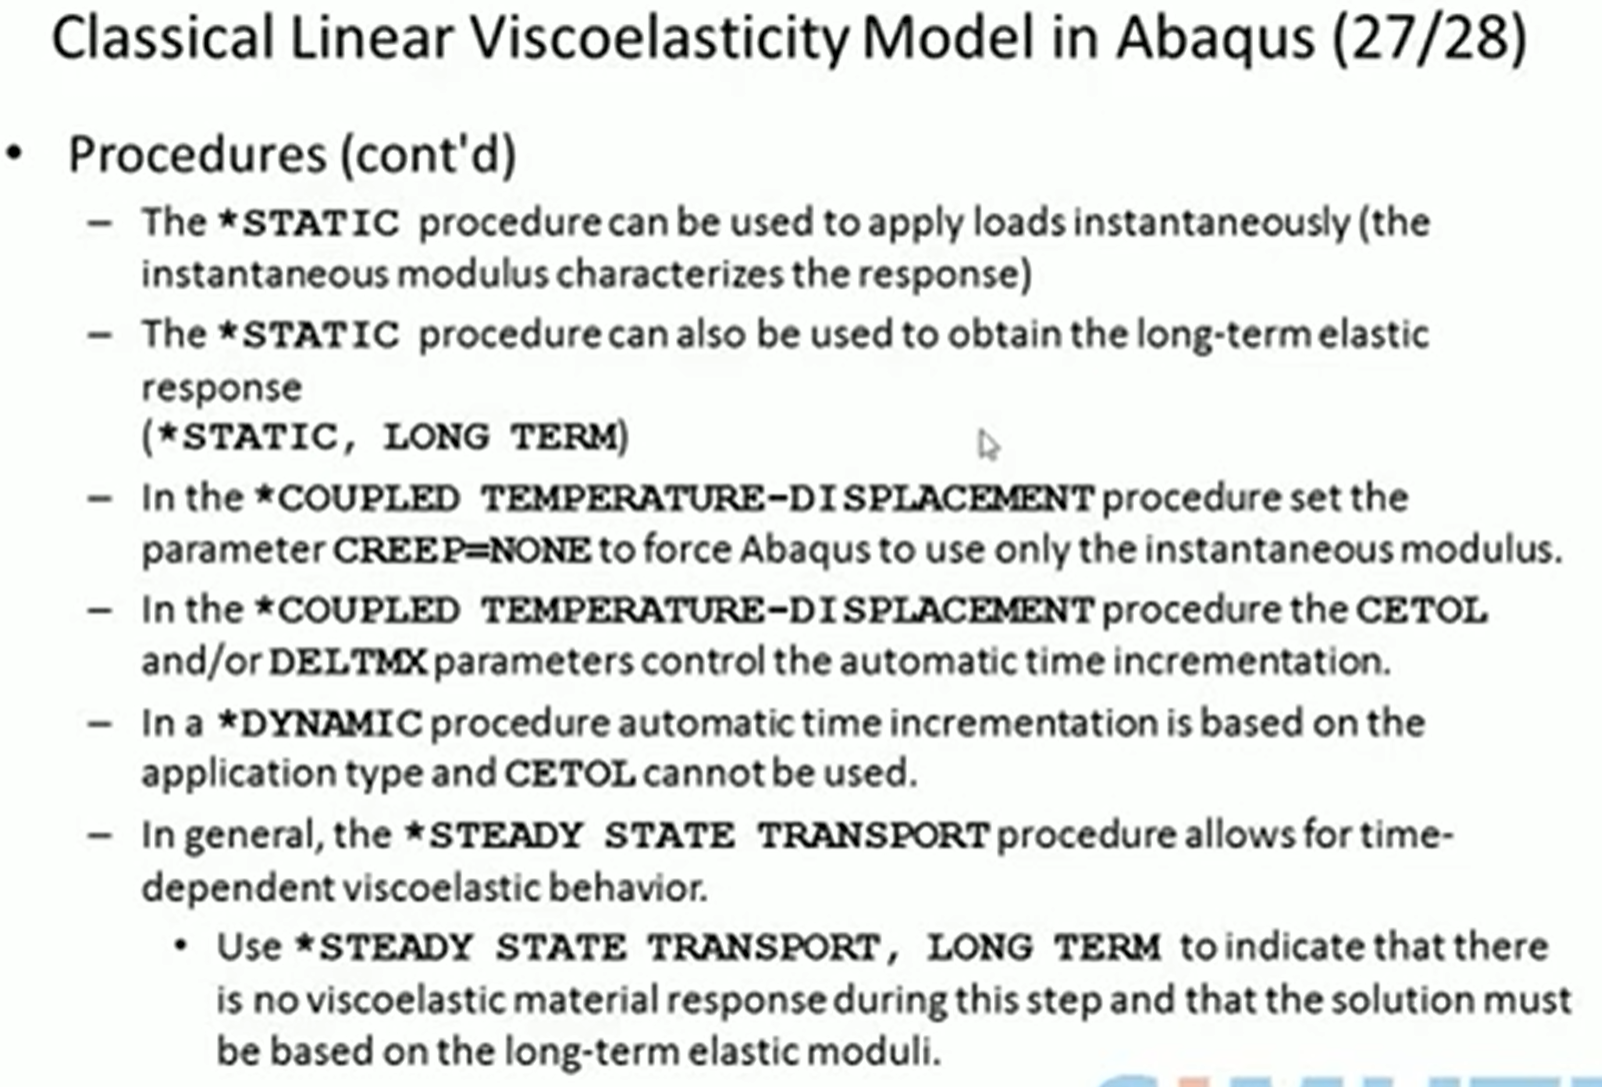 Classical Linear Viscoelasticity Model in Abaqus (27/28)
• Procedures (cont'd)
– The *STATIC procedure can be used to apply loads instantaneously (the
instantaneous modulus characterizes the response)
– The *STATIC procedure can also be used to obtain the long-term elastic
response
(*STATIC, LONG TERM)
– In the *COUPLED TEMPERATURE-DISPLACEMENT procedure set the
parameter CREEP=NONE to force Abaqus to use only the instantaneous modulus.
– In the *COUPLED TEMPERATURE-DISPLACEMENT procedure the CETOL
and/or DELTMX parameters control the automatic time incrementation.
– In a *DYNAMIC procedure automatic time incrementation is based on the
application type and CETOL cannot be used.
– In general, the *STEADY STATE TRANSPORT procedure allows for time-
dependent viscoelastic behavior.
• Use *STEADY STATE TRANSPORT, LONG TERM to indicate that there
is no viscoelastic material response during this step and that the solution must
be based on the long-term elastic moduli.